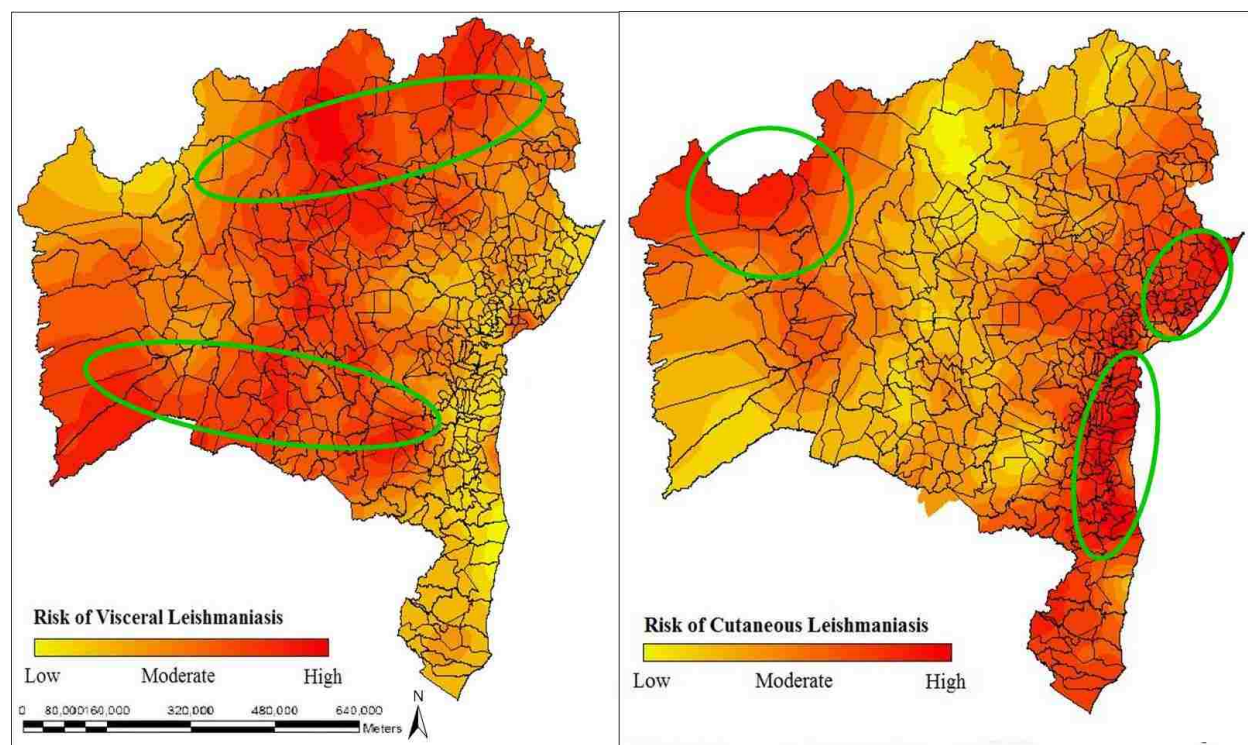 Risk of Visceral Leishmaniasis
Low Moderate High
N
0 80,000160,000 320,000 480,000 640,000
Meters
Risk of Cutaneous Leishmaniasis
Low Moderate High